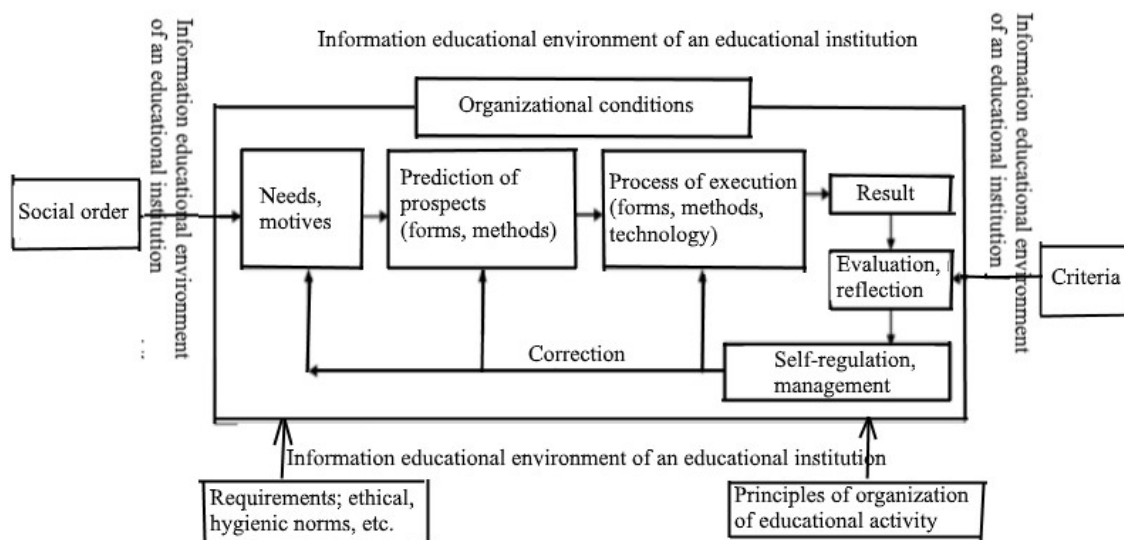 Information educational environment of an educational institution
Information educational environment
of an educational institution
Information educational environment
of an educational institution
Organizational conditions
Social order
Needs,
motives
Prediction of
prospects
(forms, methods)
Process of execution
(forms, methods,
technology)
Result
Evaluation,
reflection
Criteria
Correction
Self-regulation,
management
Information educational environment of an educational institution
Requirements; ethical,
hygienic norms, etc.
Principles of organization
of educational activity